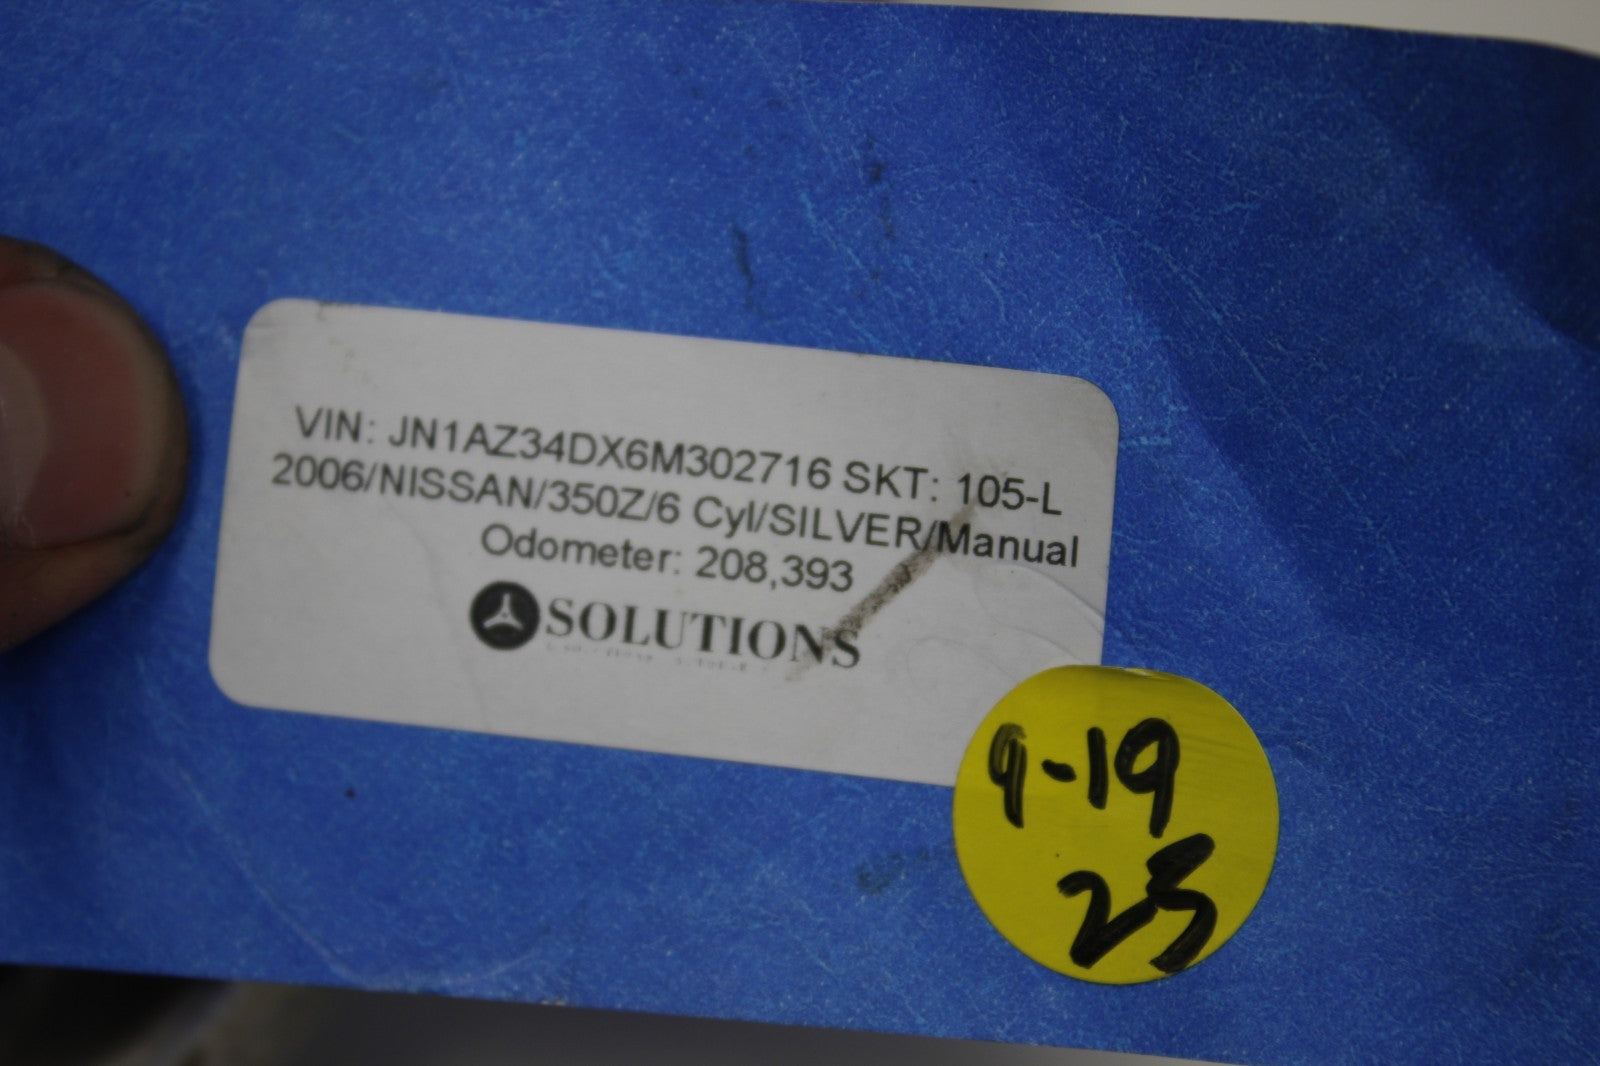 VIN: JN1AZ34DX6M302716 SKT: 105-L
2006/NISSAN/350Z/6 Cyl/SILVER/Manual
Odometer: 208,393
SOLUTIONS
9-19
23